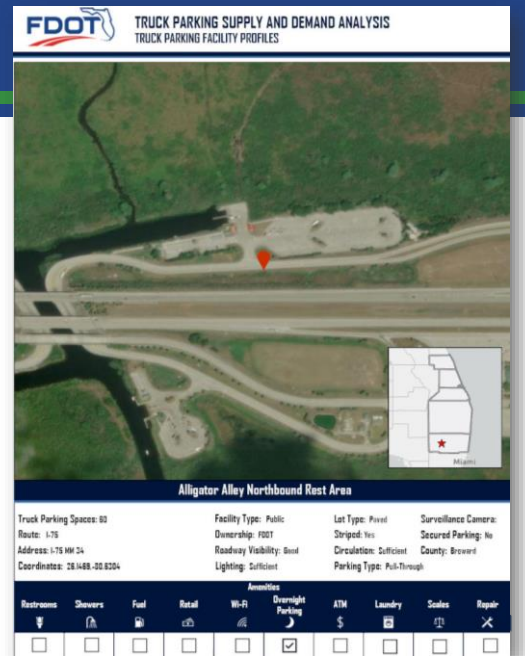 FDOT
TRUCK PARKING SUPPLY AND DEMAND ANALYSIS
TRUCK PARKING FACILITY PROFILES
Miami
Alligator Alley Northbound Rest Area
Truck Parking Spaces: 60
Route: I-75
Address: I-75 MM 34
Coordinates: 26.1469,-80.6304
Facility Type: Public
Ownership: FDOT
Roadway Visibility: Good
Lighting: Sufficient
Lot Type: Paved
Striped: Yes
Circulation: Sufficient
Parking Type: Pull-Through
Surveillance Camera:
Secured Parking: No
County: Broward
Amenities
Restrooms Showers Fuel Retail Wi-Fi Overnight Parking ATM Laundry Scales Repair